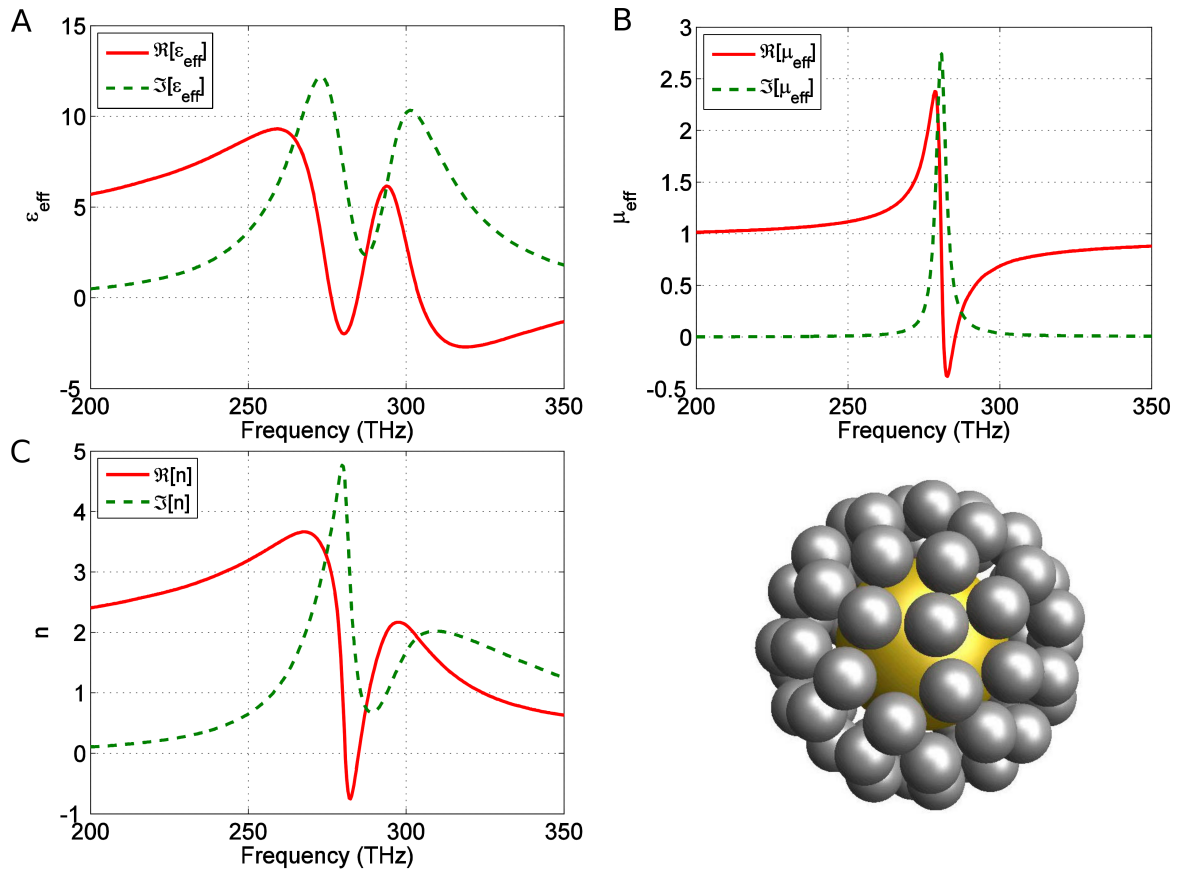 A
15
10
5
0
-5
ε_eff
ℜ[ε_eff]
ℑ[ε_eff]
200 250 300 350
Frequency (THz)
B
3
2.5
2
1.5
1
0.5
0
-0.5
μ_eff
ℜ[μ_eff]
ℑ[μ_eff]
200 250 300 350
Frequency (THz)
C
5
4
3
2
1
0
-1
n
ℜ[n]
ℑ[n]
200 250 300 350
Frequency (THz)